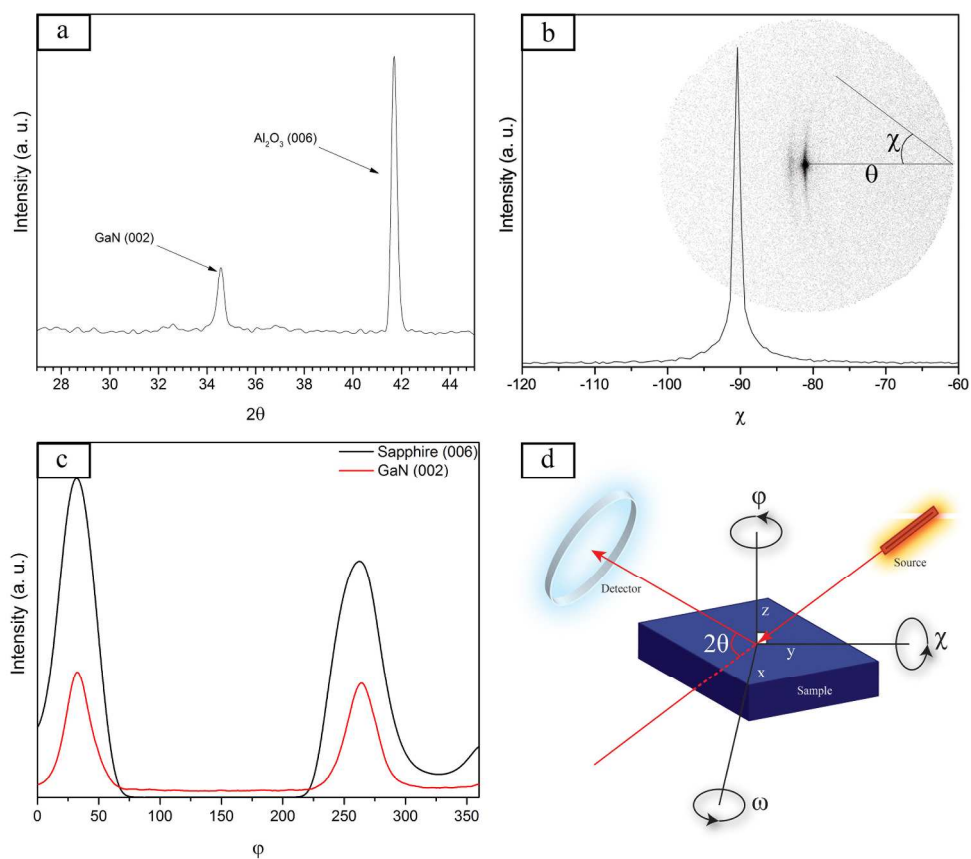 a
Intensity (a. u.)
Al₂O₃ (006)
GaN (002)
28 30 32 34 36 38 40 42 44
2θ
b
Intensity (a. u.)
χ
θ
-120 -110 -100 -90 -80 -70 -60
χ
c
Sapphire (006)
GaN (002)
Intensity (a. u.)
0 50 100 150 200 250 300 350
φ
d
φ
Source
Detector
z
2θ
y
χ
x
Sample
ω